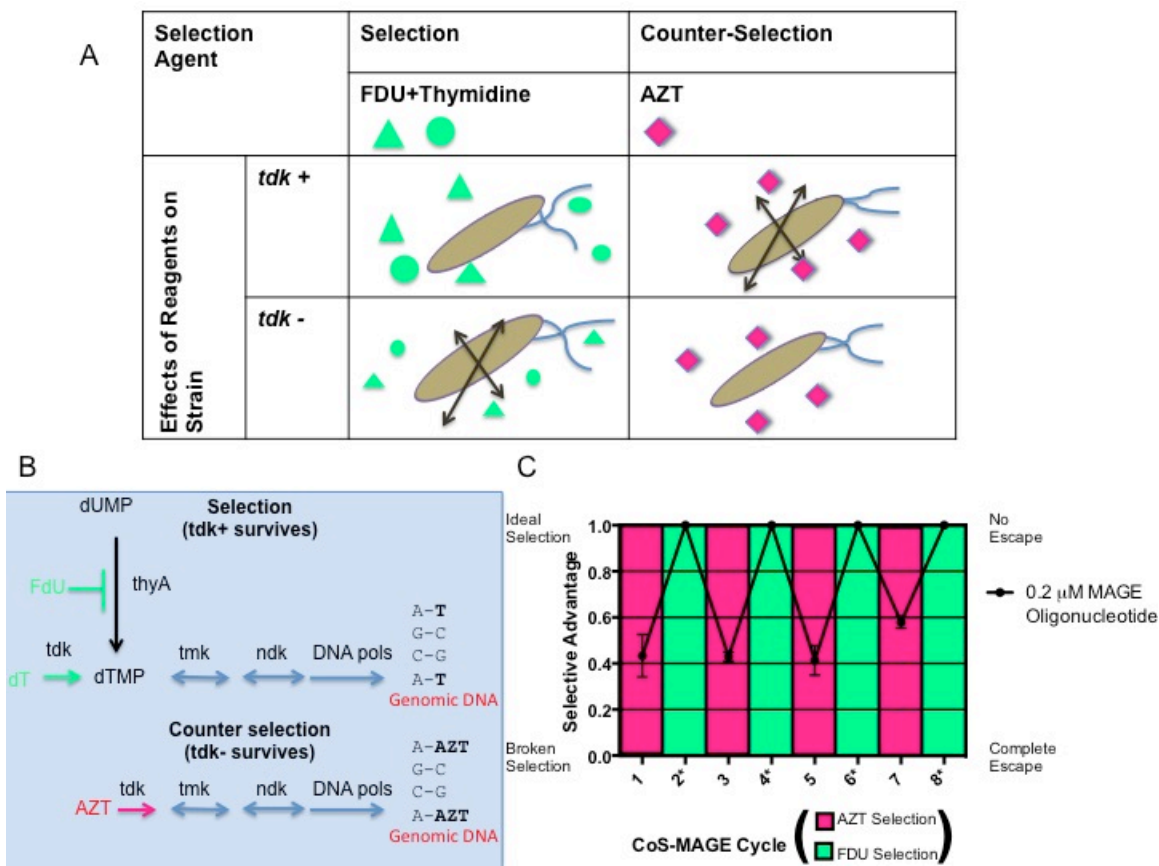 A
Selection
Agent
Selection
Counter-Selection
FDU+Thymidine
AZT
Effects of Reagents on
Strain
tdk +
tdk -
B
dUMP
Selection
(tdk+ survives)
FdU
thyA
tdk
dT
dTMP
tmk
ndk
DNA pols
A-T
G-C
C-G
A-T
Genomic DNA
Counter selection
(tdk- survives)
AZT
tdk
tmk
ndk
DNA pols
A-AZT
G-C
C-G
A-AZT
Genomic DNA
C
Ideal
Selection
Broken
Selection
Selective Advantage
1.0
0.8
0.6
0.4
0.2
0.0
1
2*
3
4*
5
6*
7
8*
No
Escape
Complete
Escape
0.2 μM MAGE
Oligonucleotide
CoS-MAGE Cycle
( AZT Selection
FDU Selection )